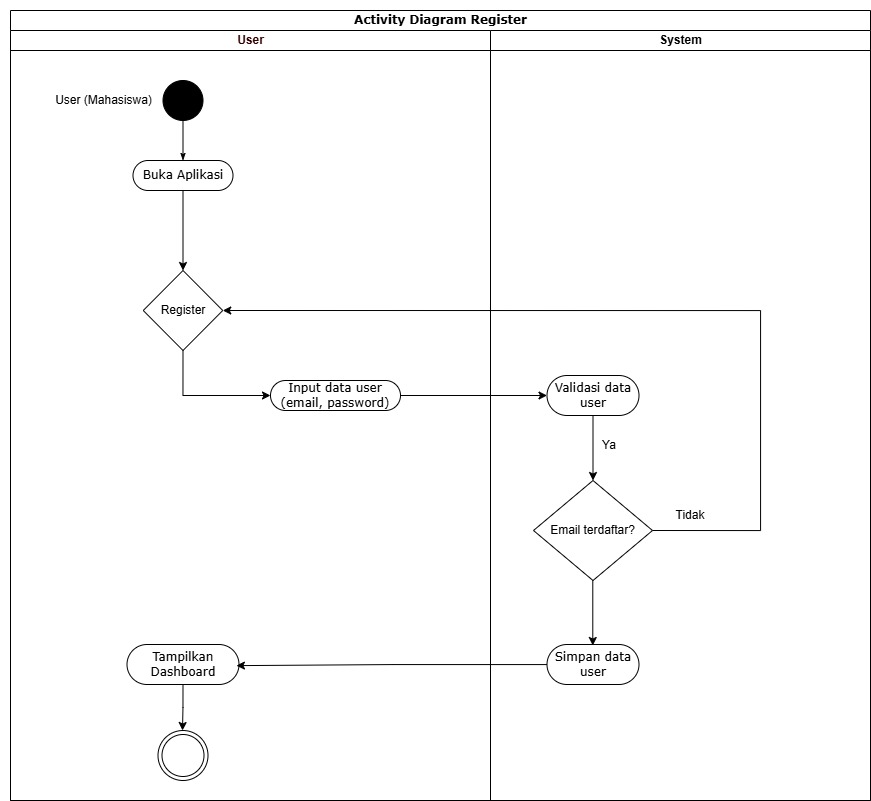 Activity Diagram Register
User
System
User (Mahasiswa)
Buka Aplikasi
Register
Input data user
(email, password)
Validasi data
user
Ya
Email terdaftar?
Tidak
Simpan data
user
Tampilkan
Dashboard